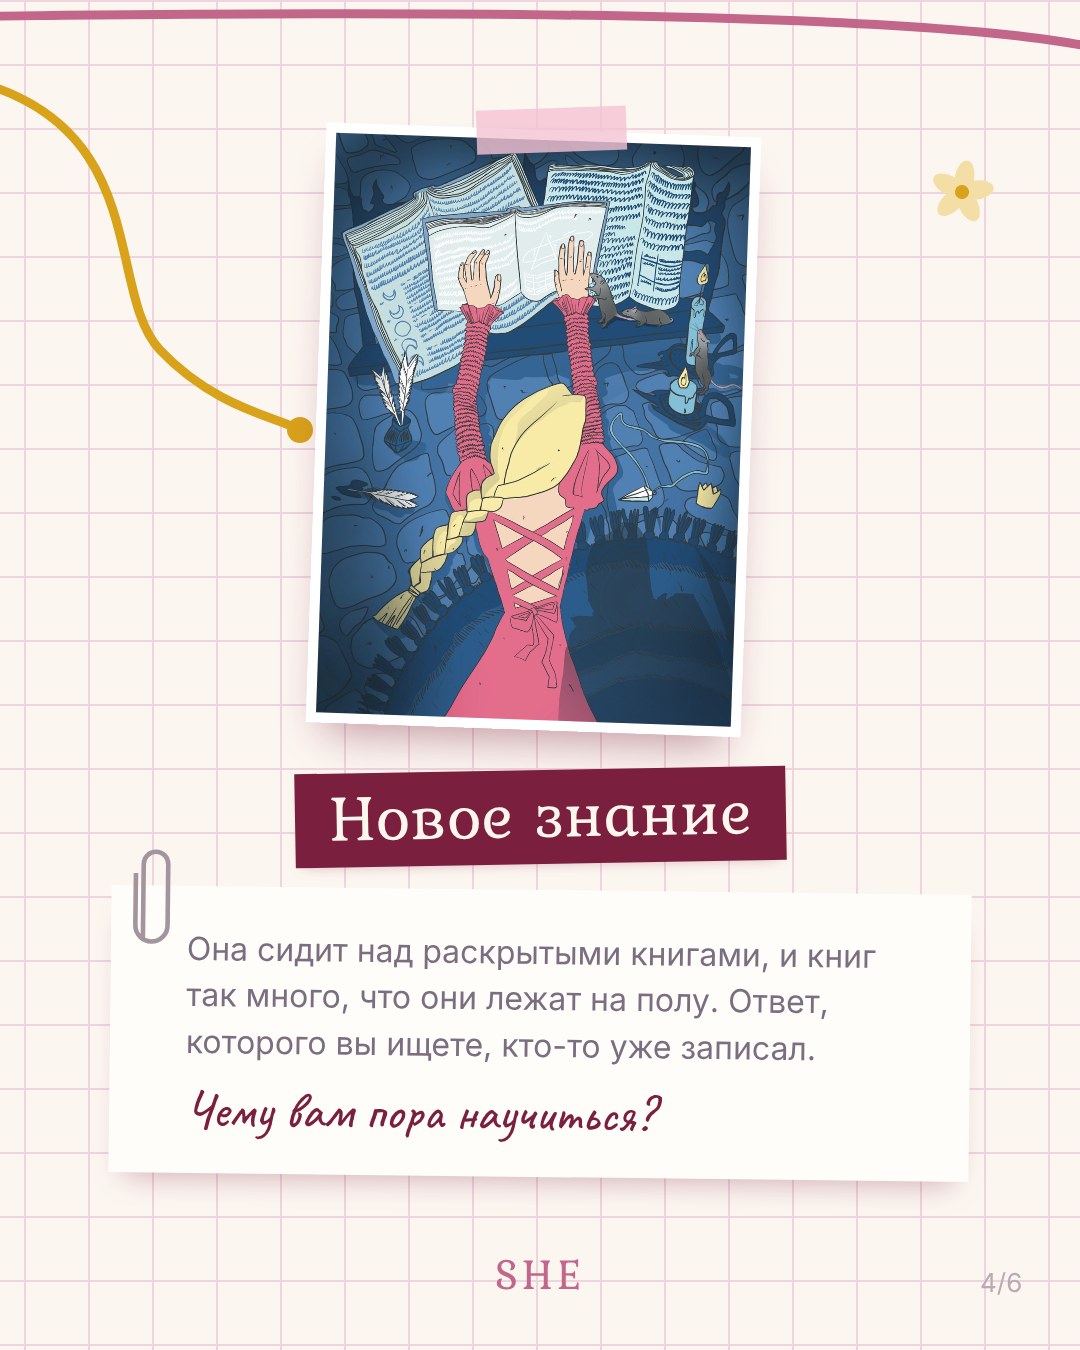 Новое знание
Она сидит над раскрытыми книгами, и книг
так много, что они лежат на полу. Ответ,
которого вы ищете, кто-то уже записал.
Чему вам пора научиться?
SHE
4/6